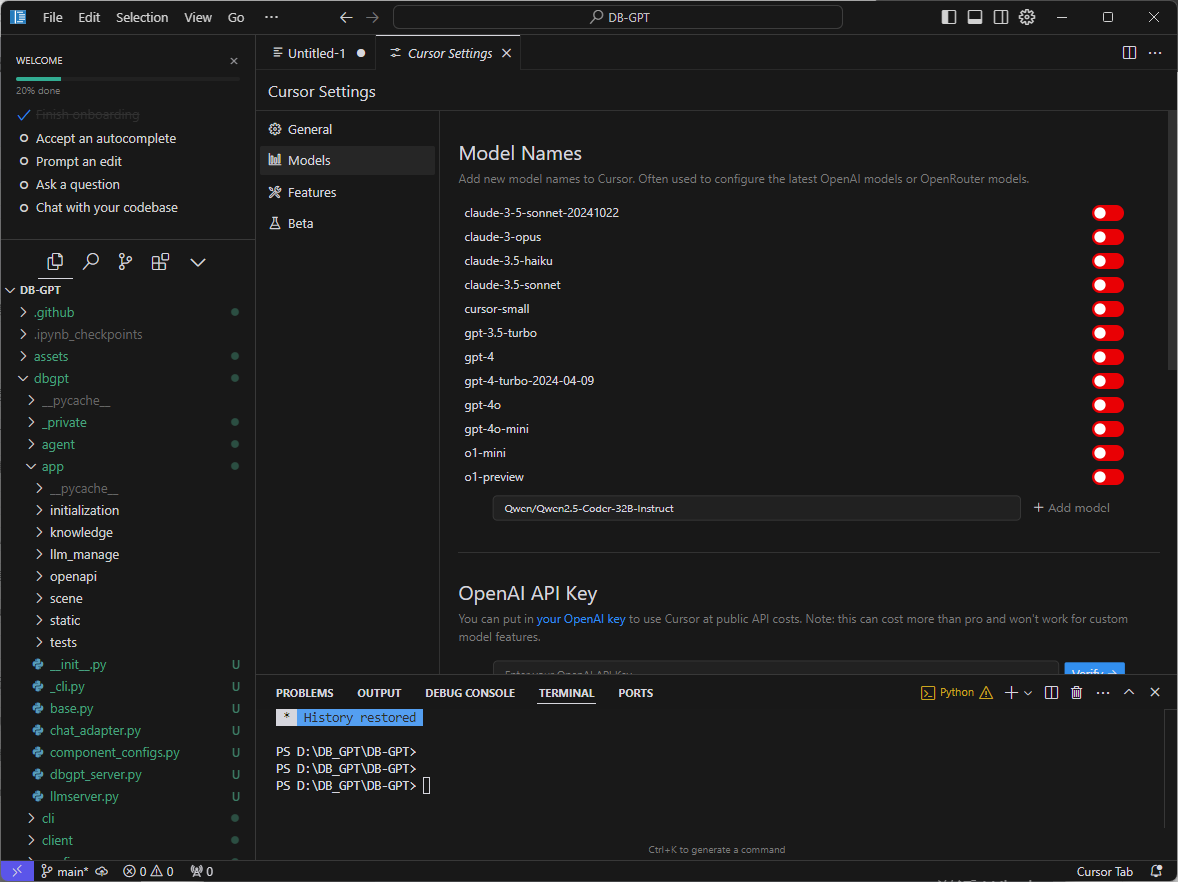 File Edit Selection View Go ··· DB-GPT
WELCOME
20% done
Finish onboarding
Accept an autocomplete
Prompt an edit
Ask a question
Chat with your codebase
DB-GPT
.github
.ipynb_checkpoints
assets
dbgpt
__pycache__
_private
agent
app
__pycache__
initialization
knowledge
llm_manage
openapi
scene
static
tests
__init__.py U
_cli.py U
base.py U
chat_adapter.py U
component_configs.py U
dbgpt_server.py U
llmserver.py U
cli
client
Untitled-1 Cursor Settings
Cursor Settings
General
Models
Features
Beta
Model Names
Add new model names to Cursor. Often used to configure the latest OpenAI models or OpenRouter models.
claude-3-5-sonnet-20241022
claude-3-opus
claude-3.5-haiku
claude-3.5-sonnet
cursor-small
gpt-3.5-turbo
gpt-4
gpt-4-turbo-2024-04-09
gpt-4o
gpt-4o-mini
o1-mini
o1-preview
Qwen/Qwen2.5-Coder-32B-Instruct + Add model
OpenAI API Key
You can put in your OpenAI key to use Cursor at public API costs. Note: this can cost more than pro and won't work for custom
model features.
Enter your OpenAI API Key Verify →
PROBLEMS OUTPUT DEBUG CONSOLE TERMINAL PORTS Python
* History restored
PS D:\DB_GPT\DB-GPT>
PS D:\DB_GPT\DB-GPT>
PS D:\DB_GPT\DB-GPT>
Ctrl+K to generate a command
main* 0 0 0 Cursor Tab